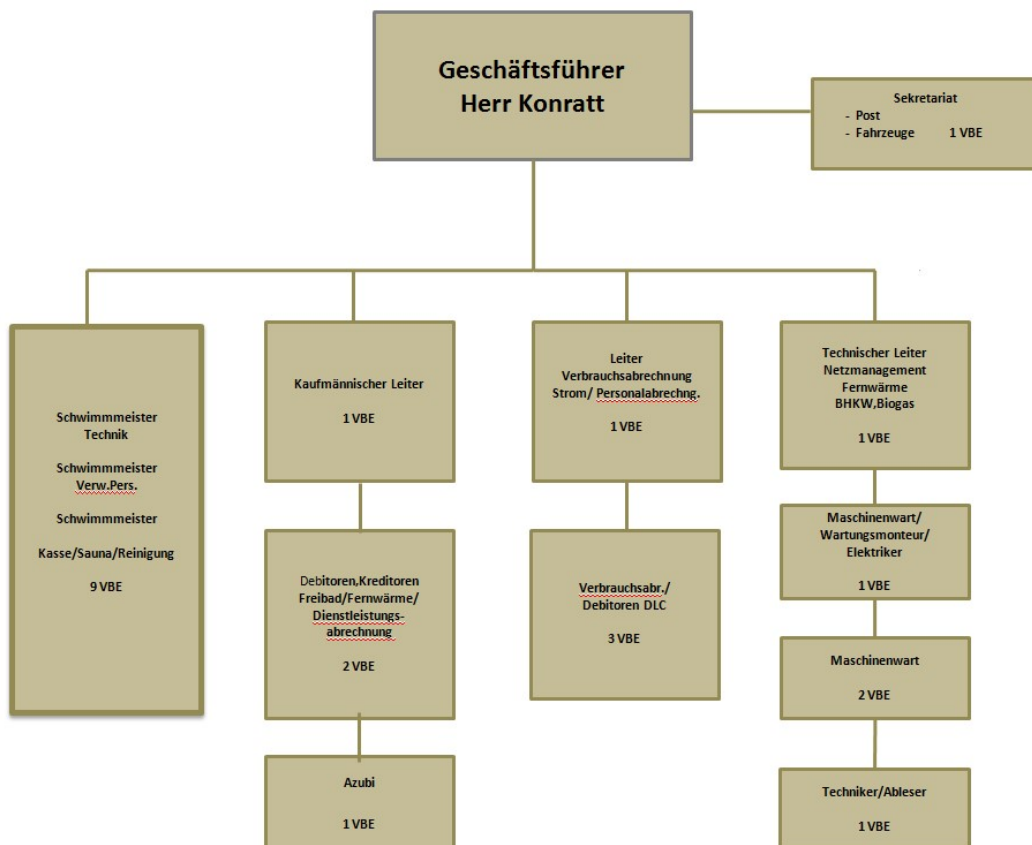 Geschäftsführer
Herr Konratt
Sekretariat
- Post
- Fahrzeuge 1 VBE
Schwimmmeister
Technik
Schwimmmeister
Verw.Pers.
Schwimmmeister
Kasse/Sauna/Reinigung
9 VBE
Kaufmännischer Leiter
1 VBE
Debitoren,Kreditoren
Freibad/Fernwärme/
Dienstleistungs-
abrechnung
2 VBE
Azubi
1 VBE
Leiter
Verbrauchsabrechnung
Strom/ Personalabrechng.
1 VBE
Verbrauchsabr./
Debitoren DLC
3 VBE
Technischer Leiter
Netzmanagement
Fernwärme
BHKW,Biogas
1 VBE
Maschinenwart/
Wartungsmonteur/
Elektriker
1 VBE
Maschinenwart
2 VBE
Techniker/Ableser
1 VBE